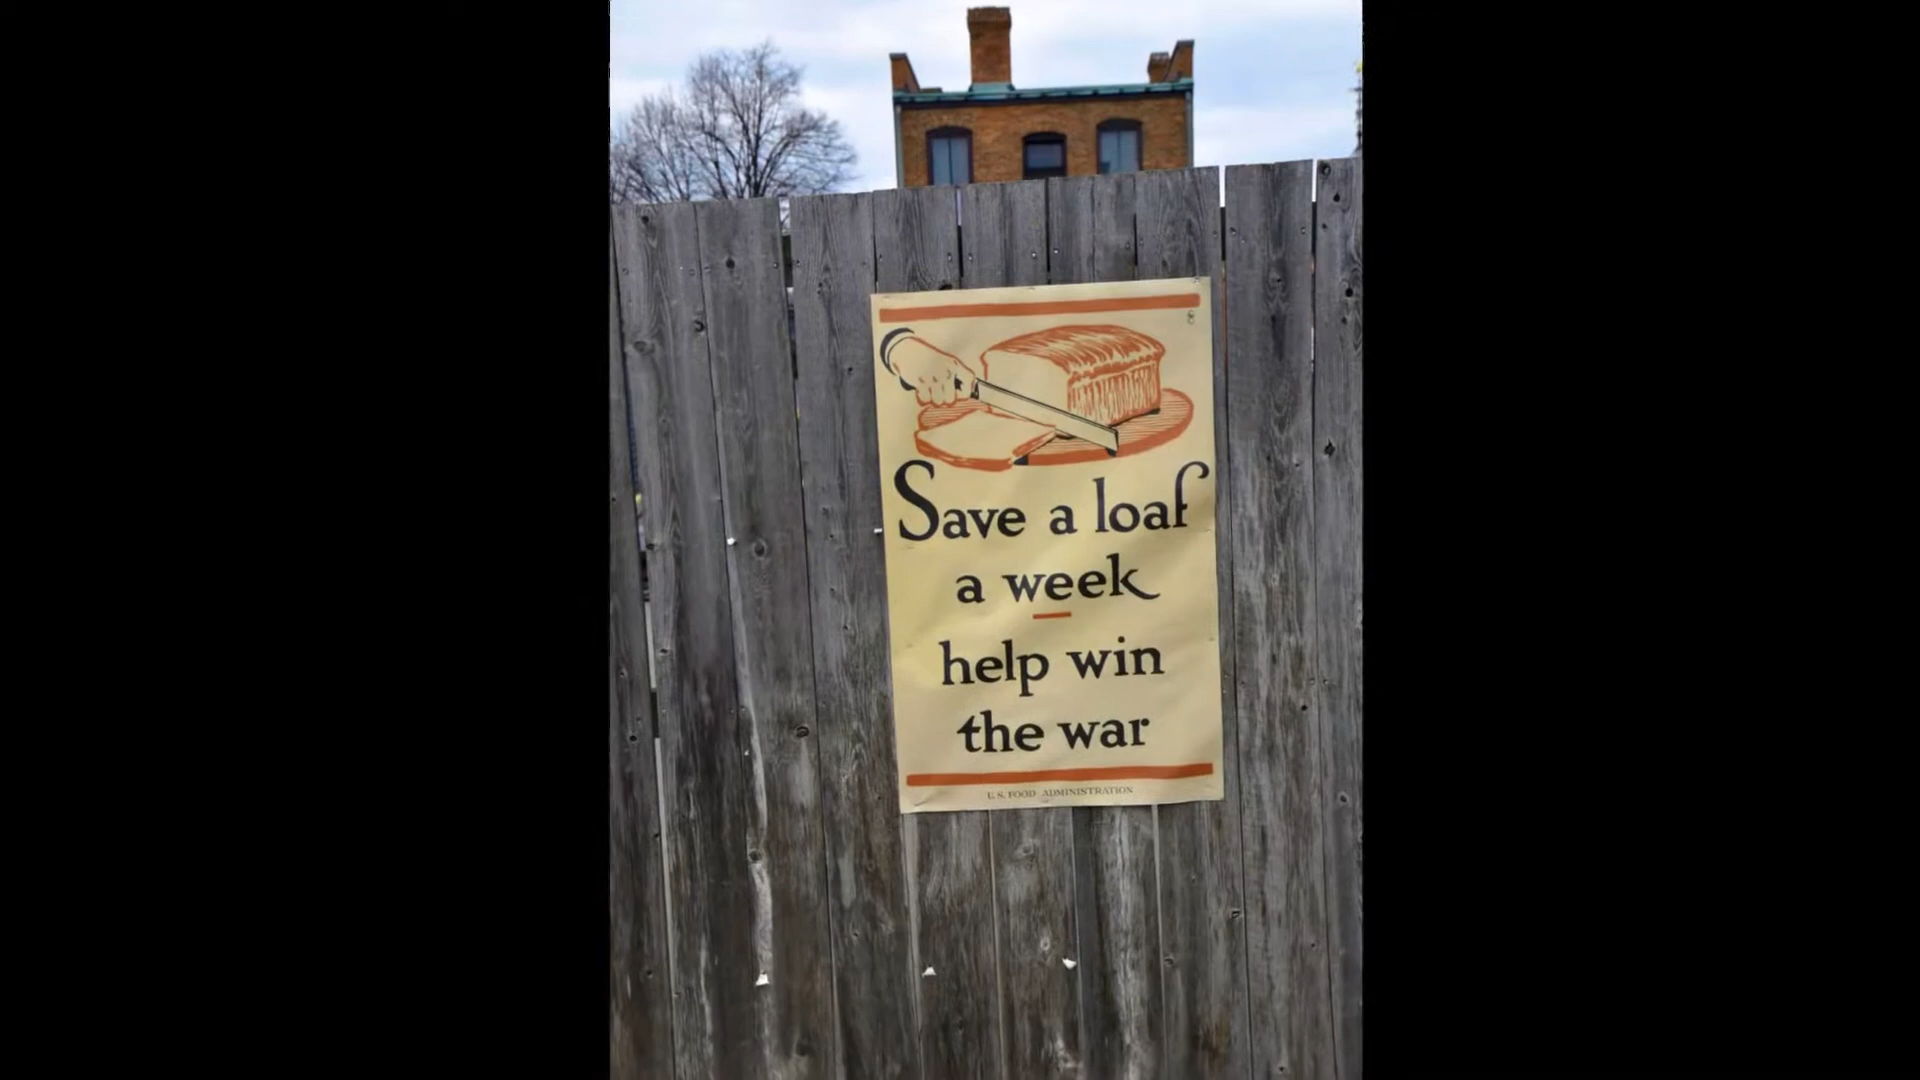 Save a loaf
a week
help win
the war
U. S. FOOD ADMINISTRATION